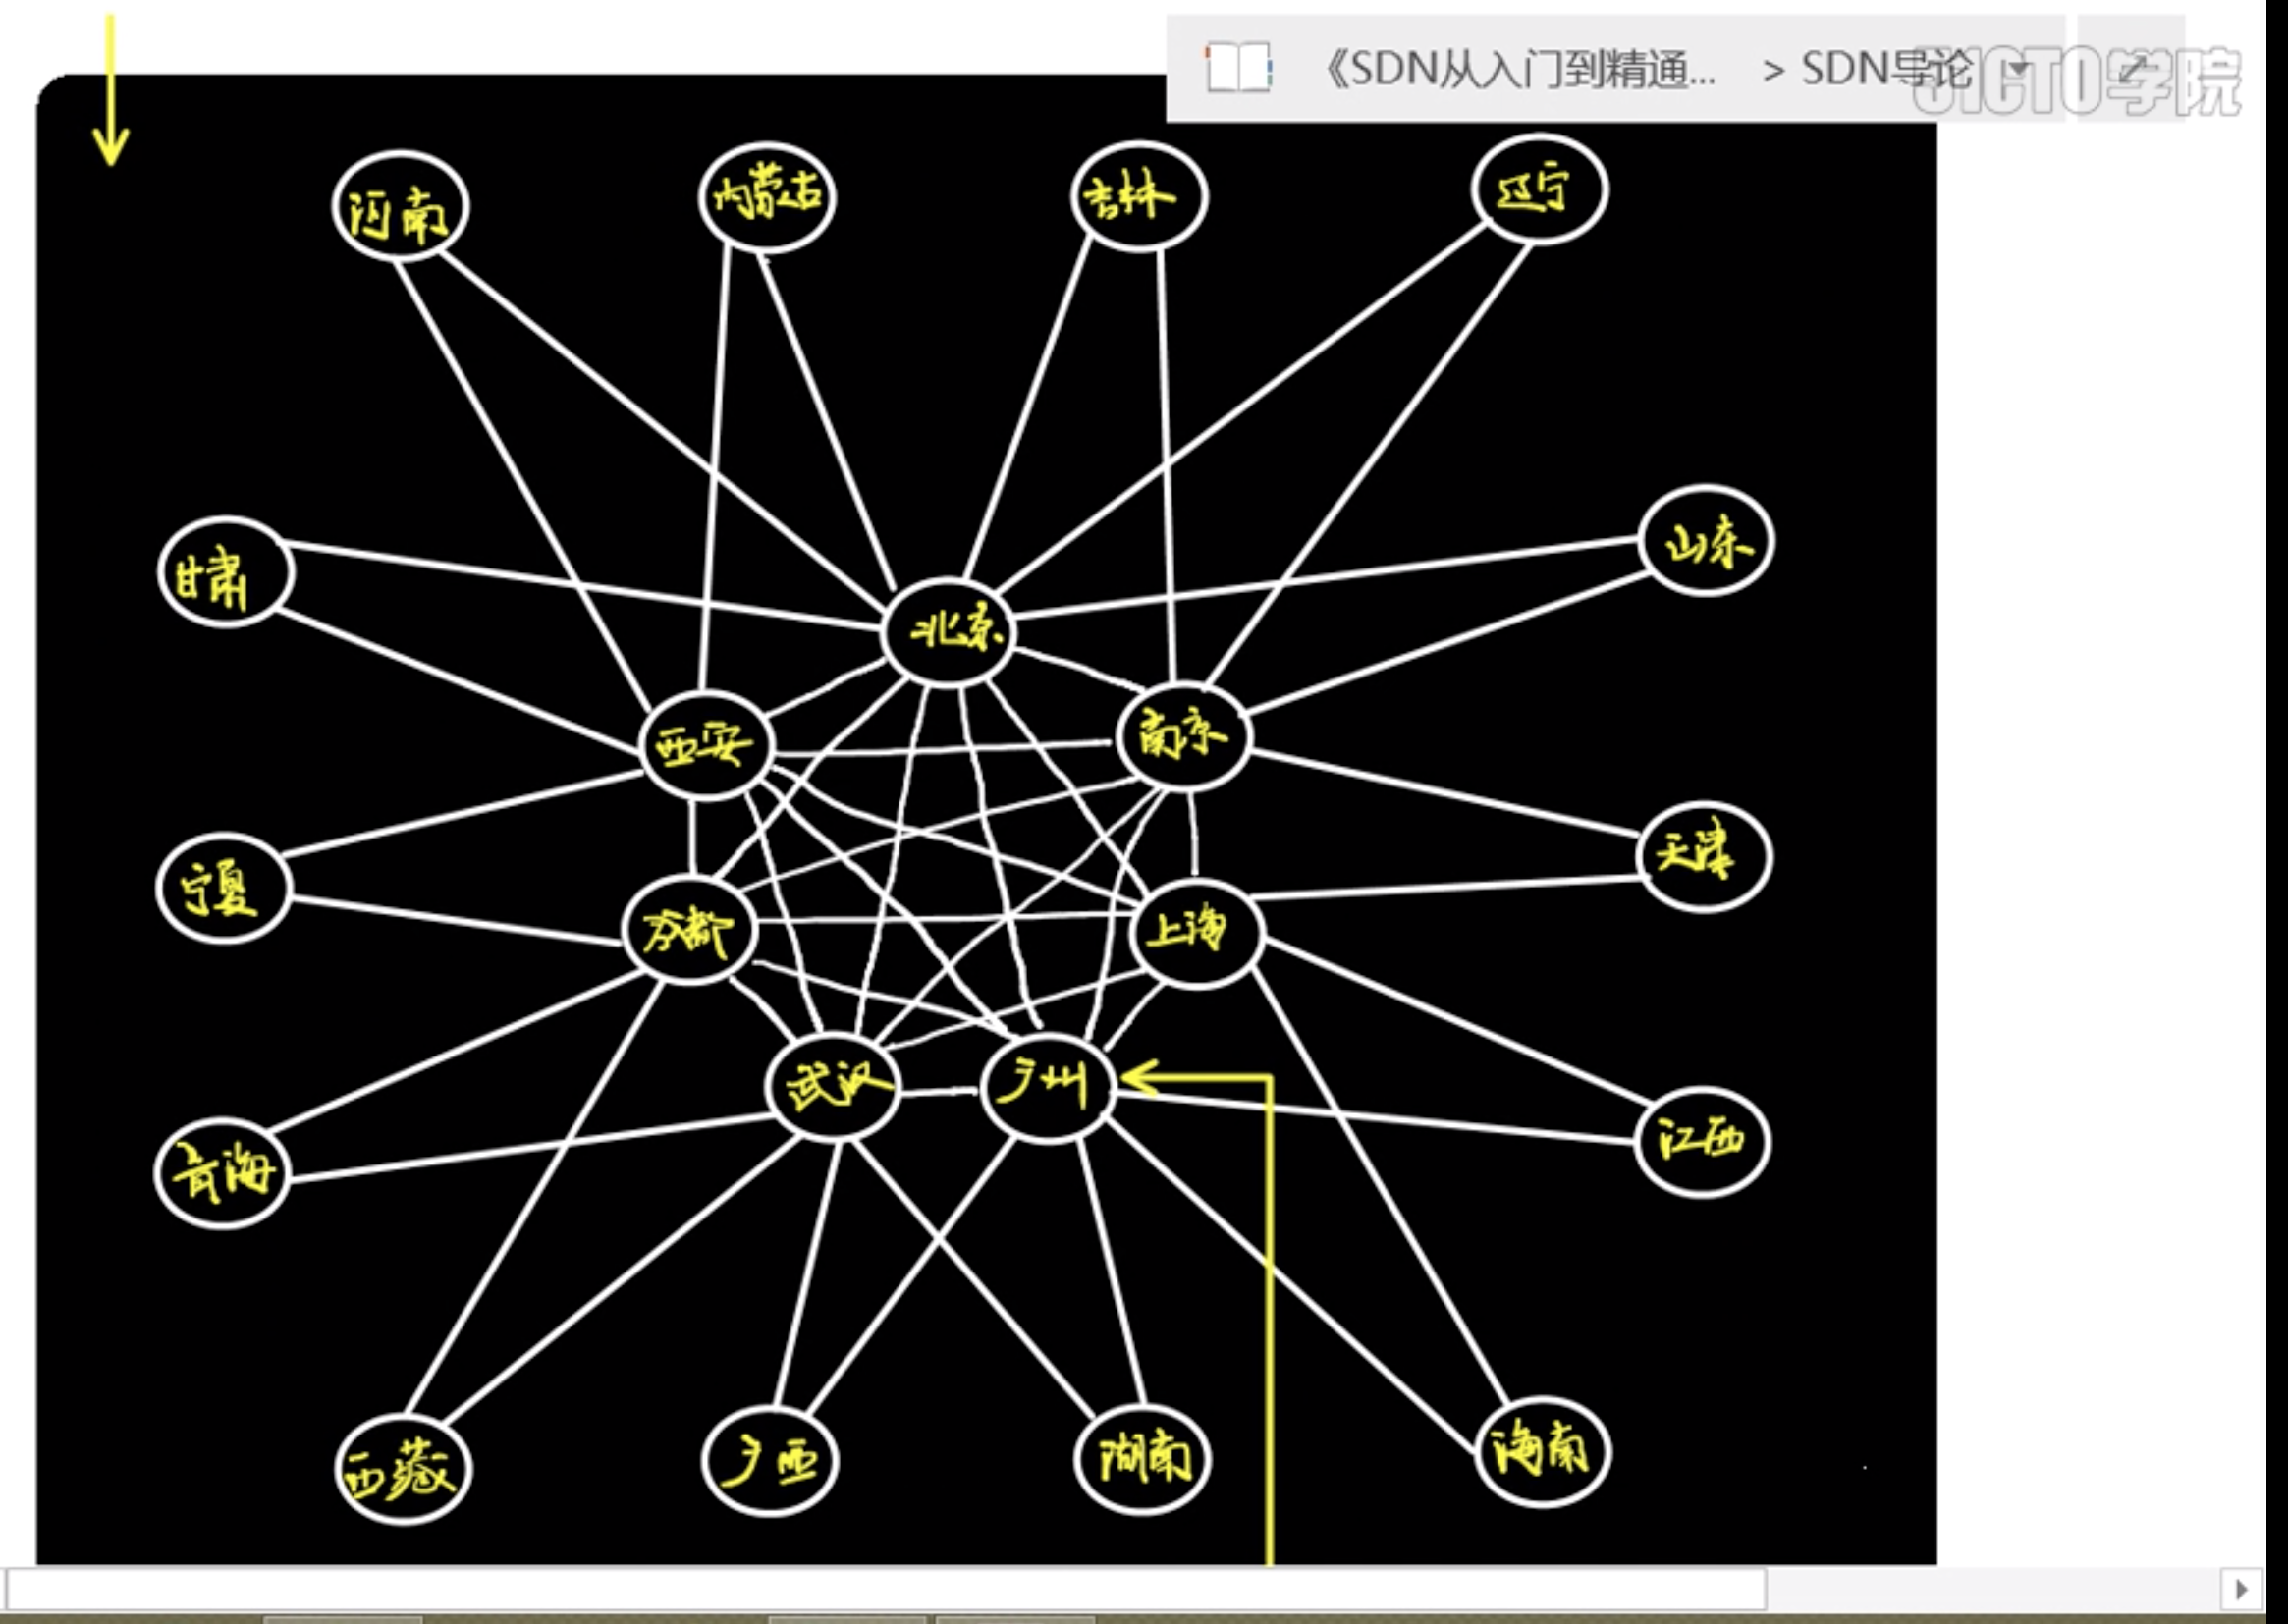 《SDN从入门到精通... > SDN导论
51CTO学院
河南
内蒙古
吉林
辽宁
甘肃
山东
北京
西安
南京
宁夏
天津
成都
上海
青海
武汉
广州
江西
西藏
广西
湖南
海南